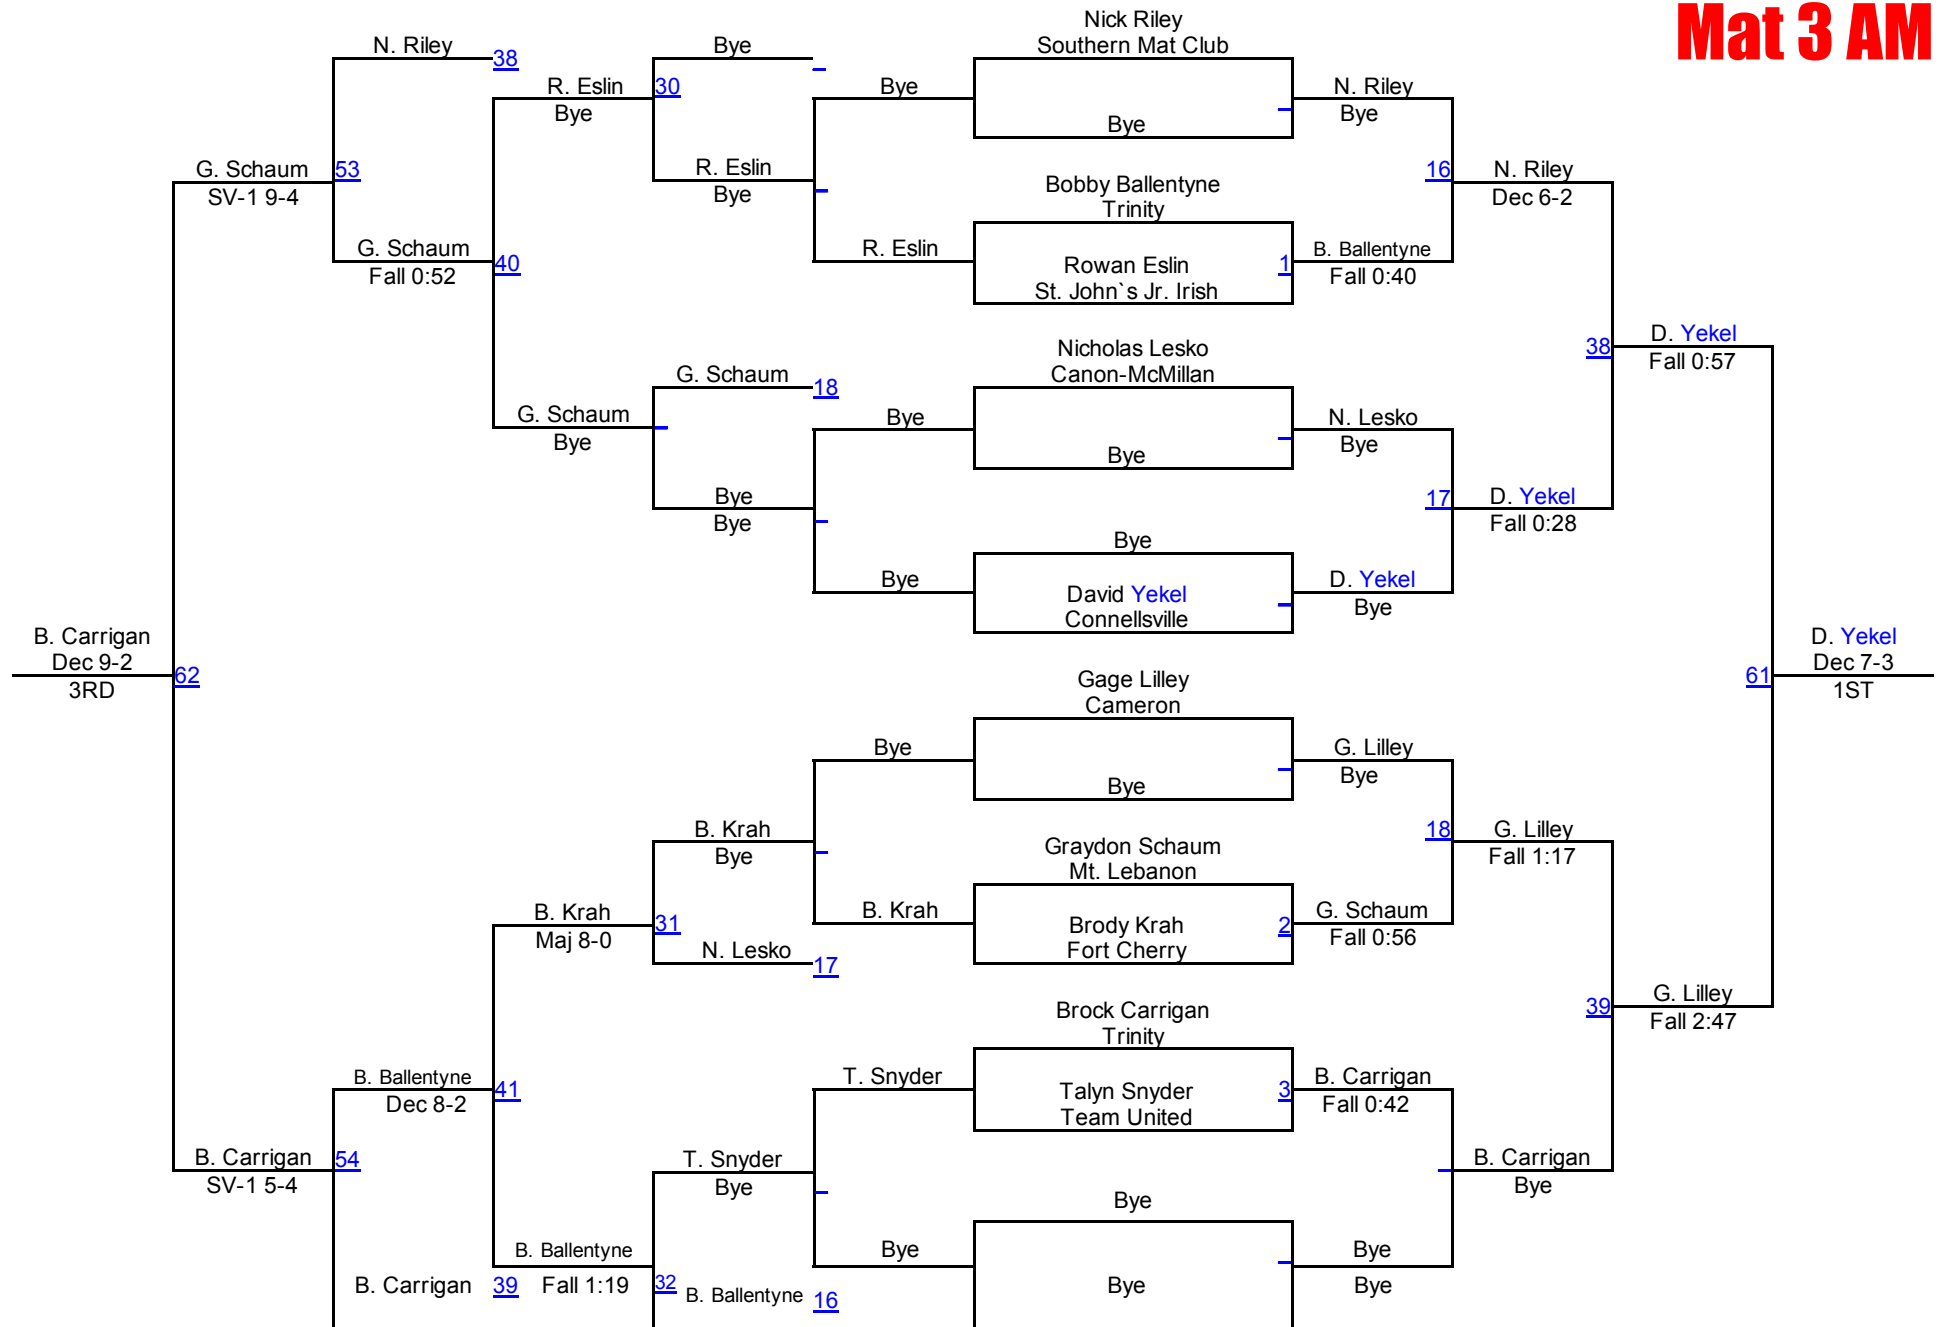 Mat 3 AM
Nick Riley
Southern Mat Club
N. Riley
38
Bye
R. Eslin
30
Bye
N. Riley
Bye
Bye
Bye
G. Schaum
53
R. Eslin
16
N. Riley
SV-1 9-4
Bye
Bobby Ballentyne
Dec 6-2
Trinity
G. Schaum
40
R. Eslin
Rowan Eslin
1
B. Ballentyne
Fall 0:52
St. John`s Jr. Irish
Fall 0:40
D. Yekel
Nicholas Lesko
38
Fall 0:57
G. Schaum
18
Canon-McMillan
G. Schaum
Bye
N. Lesko
Bye
Bye
Bye
Bye
17
D. Yekel
Bye
Fall 0:28
Bye
Bye
David Yekel
D. Yekel
Connellsville
Bye
B. Carrigan
D. Yekel
Dec 9-2
62
61
Dec 7-3
3RD
1ST
Gage Lilley
Cameron
Bye
G. Lilley
Bye
Bye
B. Krah
18
G. Lilley
Bye
Graydon Schaum
Fall 1:17
Mt. Lebanon
B. Krah
31
B. Krah
Brody Krah
2
G. Schaum
Maj 8-0
Fort Cherry
Fall 0:56
N. Lesko
17
G. Lilley
Brock Carrigan
39
Fall 2:47
Trinity
B. Ballentyne
41
T. Snyder
Talyn Snyder
3
B. Carrigan
Dec 8-2
Team United
Fall 0:42
B. Carrigan
54
T. Snyder
B. Carrigan
SV-1 5-4
Bye
Bye
Bye
B. Ballentyne
Bye
Bye
B. Carrigan
39
Fall 1:19
32
B. Ballentyne
16
Bye
Bye